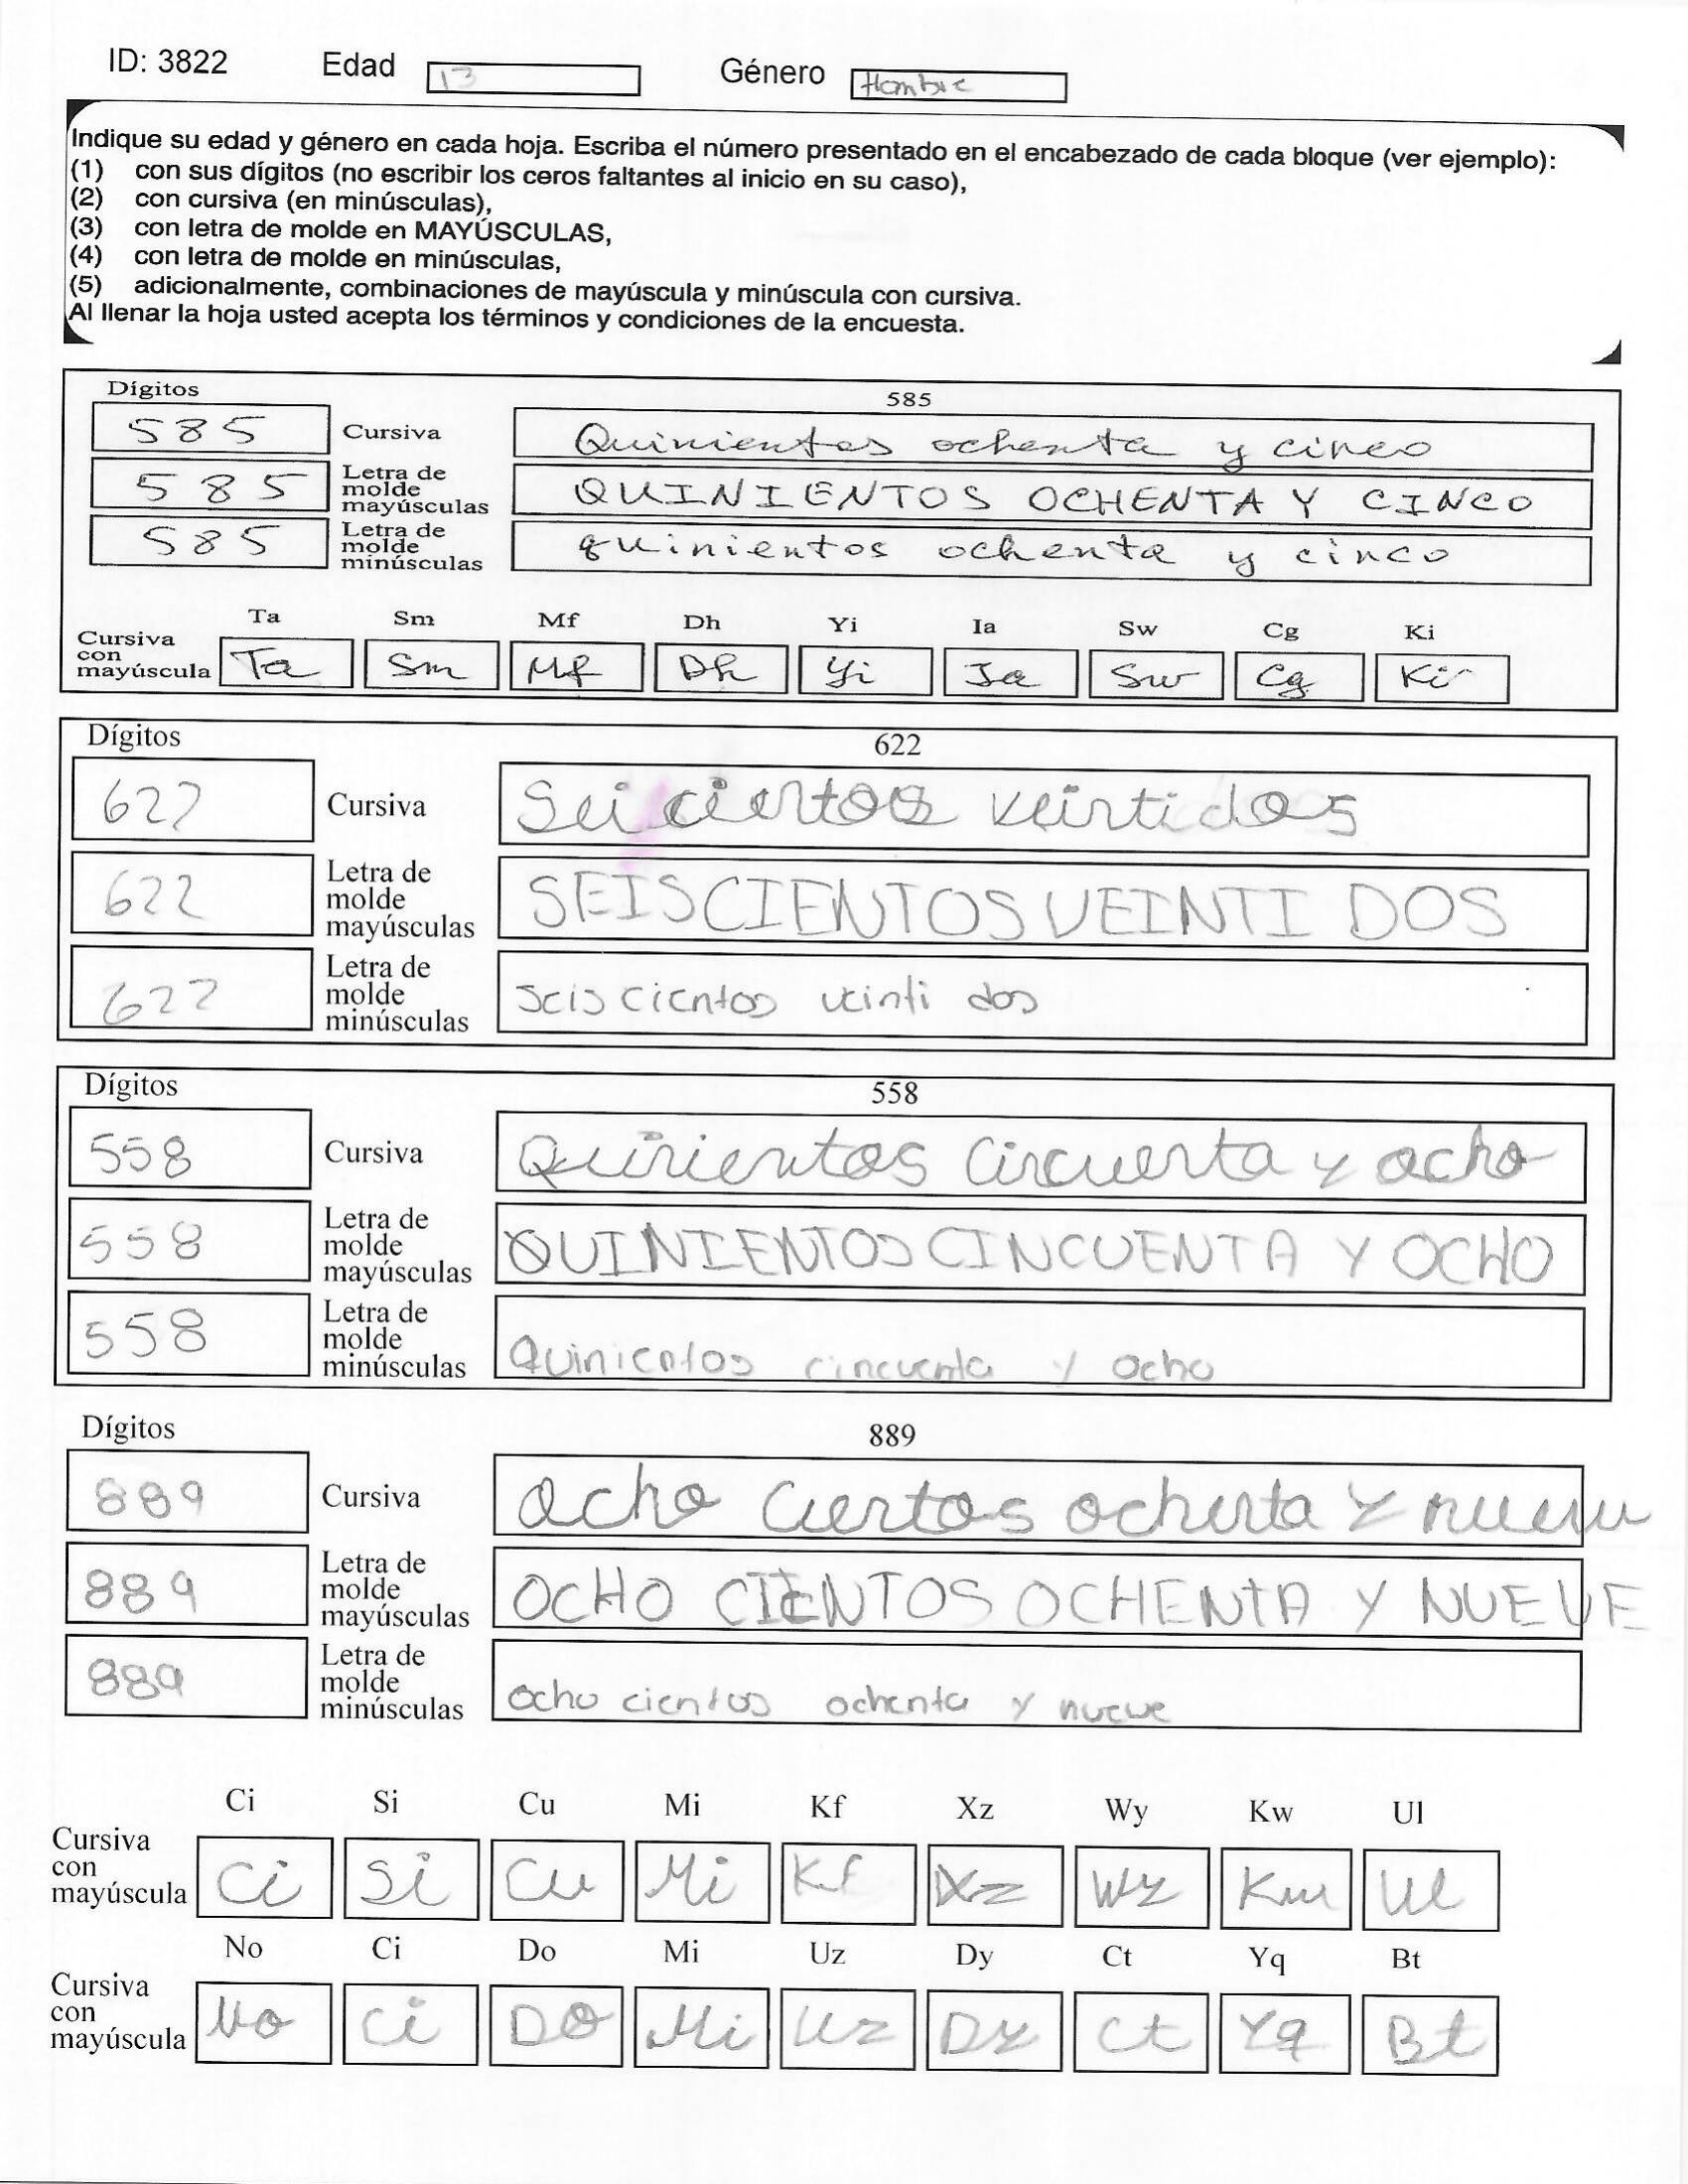 ID: 3822 Edad 13 Género Hombre
Indique su edad y género en cada hoja. Escriba el número presentado en el encabezado de cada bloque (ver ejemplo):
(1) con sus dígitos (no escribir los ceros faltantes al inicio en su caso),
(2) con cursiva (en minúsculas),
(3) con letra de molde en MAYÚSCULAS,
(4) con letra de molde en minúsculas,
(5) adicionalmente, combinaciones de mayúscula y minúscula con cursiva.
Al llenar la hoja usted acepta los términos y condiciones de la encuesta.
Dígitos 585
585 Cursiva Quinientos ochenta y cinco
585 Letra de molde mayúsculas QUINIENTOS OCHENTA Y CINCO
585 Letra de molde minúsculas quinientos ochenta y cinco
Ta Sm Mf Dh Yi Ia Sw Cg Ki
Cursiva con mayúscula Ta Sm Mf Dh Yi Ia Sw Cg Ki
Dígitos 622
622 Cursiva Seicientos veintidos
622 Letra de molde mayúsculas SEISCIENTOS VEINTI DOS
622 Letra de molde minúsculas seis cientos veinti dos
Dígitos 558
558 Cursiva Quinientos cincuenta y ocho
558 Letra de molde mayúsculas QUINIENTOS CINCUENTA Y OCHO
558 Letra de molde minúsculas Quinientos cincuenta y ocho
Dígitos 889
889 Cursiva ocho cientos ochenta y nueve
889 Letra de molde mayúsculas OCHO CIENTOS OCHENTA Y NUEVE
889 Letra de molde minúsculas ocho cientos ochenta y nueve
Ci Si Cu Mi Kf Xz Wy Kw Ul
Cursiva con mayúscula Ci Si Cu Mi Kf Xz Wy Kw Ul
No Ci Do Mi Uz Dy Ct Yq Bt
Cursiva con mayúscula No Ci Do Mi Uz Dy Ct Yq Bt